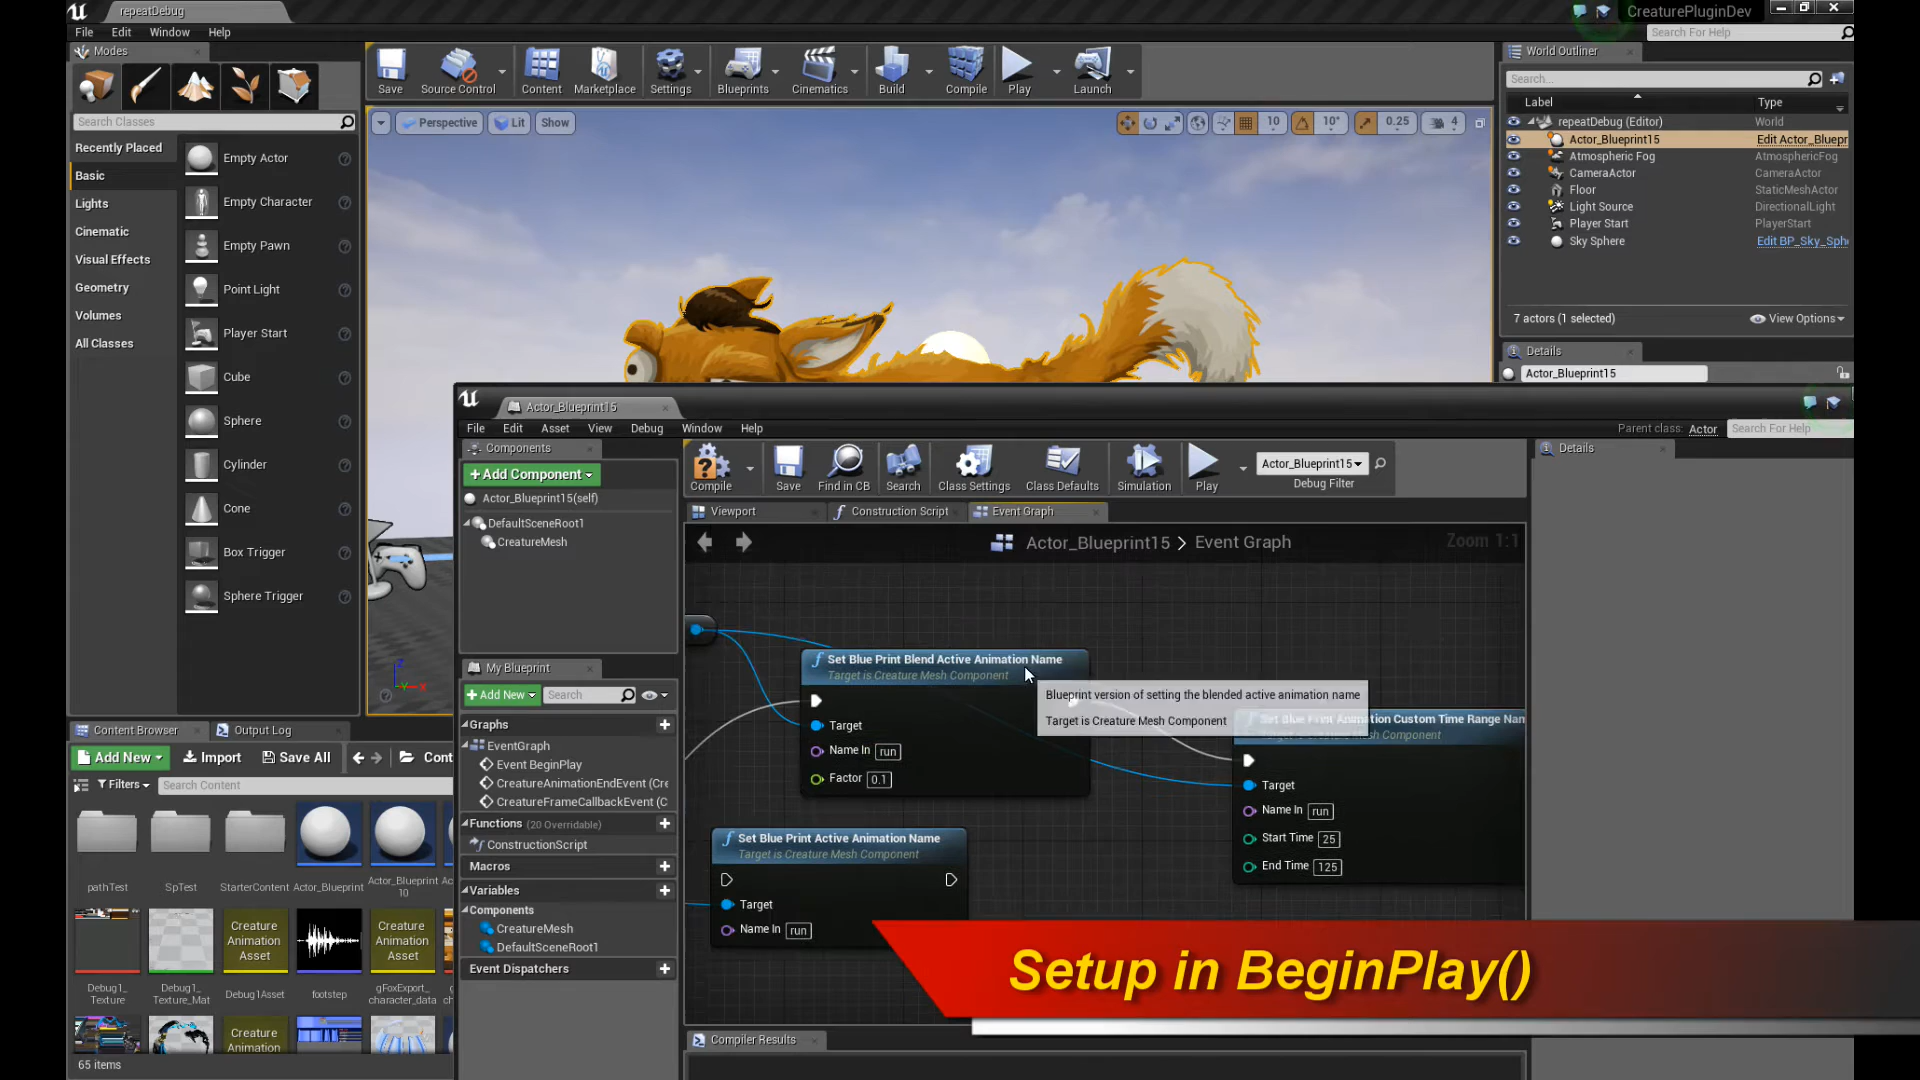 repeatDebug
CreaturePluginDev
File Edit Window Help
Search For Help
Modes
Save
Source Control
Content
Marketplace
Settings
Blueprints
Cinematics
Build
Compile
Play
Launch
World Outliner
Search...
Label Type
repeatDebug (Editor) World
Actor_Blueprint15 Edit Actor_Bluepr
Atmospheric Fog AtmosphericFog
CameraActor CameraActor
Floor StaticMeshActor
Light Source DirectionalLight
Player Start PlayerStart
Sky Sphere Edit BP_Sky_Sph
7 actors (1 selected) View Options
Details
Actor_Blueprint15
Search Classes
Recently Placed
Basic
Lights
Cinematic
Visual Effects
Geometry
Volumes
All Classes
Empty Actor
Empty Character
Empty Pawn
Point Light
Player Start
Cube
Sphere
Cylinder
Cone
Box Trigger
Sphere Trigger
Perspective Lit Show
10 10° 0.25 4
Z
Y X
Actor_Blueprint15
File Edit Asset View Debug Window Help
Parent class: Actor Search For Help
Components
+Add Component
Actor_Blueprint15(self)
DefaultSceneRoot1
CreatureMesh
Compile
Save
Find in CB
Search
Class Settings
Class Defaults
Simulation
Play
Actor_Blueprint15
Debug Filter
Details
Viewport
Construction Script
Event Graph
Actor_Blueprint15 > Event Graph
Zoom 1:1
My Blueprint
+Add New Search
Graphs
EventGraph
Event BeginPlay
CreatureAnimationEndEvent (Cre
CreatureFrameCallbackEvent (C
Functions (20 Overridable)
ConstructionScript
Macros
Variables
Components
CreatureMesh
DefaultSceneRoot1
Event Dispatchers
Set Blue Print Blend Active Animation Name
Target is Creature Mesh Component
Target
Name In run
Factor 0.1
Blueprint version of setting the blended active animation name
Target is Creature Mesh Component
Set Blue Print Animation Custom Time Range Nam
Target is Creature Mesh Component
Target
Name In run
Start Time 25
End Time 125
Set Blue Print Active Animation Name
Target is Creature Mesh Component
Target
Name In run
Compiler Results
Content Browser
Output Log
Add New Import Save All Cont
Filters Search Content
pathTest
SpTest
StarterContent
Actor_Blueprint
Actor_Blueprint
10
Ac
Creature
Animation
Asset
Creature
Animation
Asset
Debug1_
Texture
Debug1_
Texture_Mat
Debug1Asset
footstep
gFoxExport_
character_data
Creature
Animation
65 items
Setup in BeginPlay()